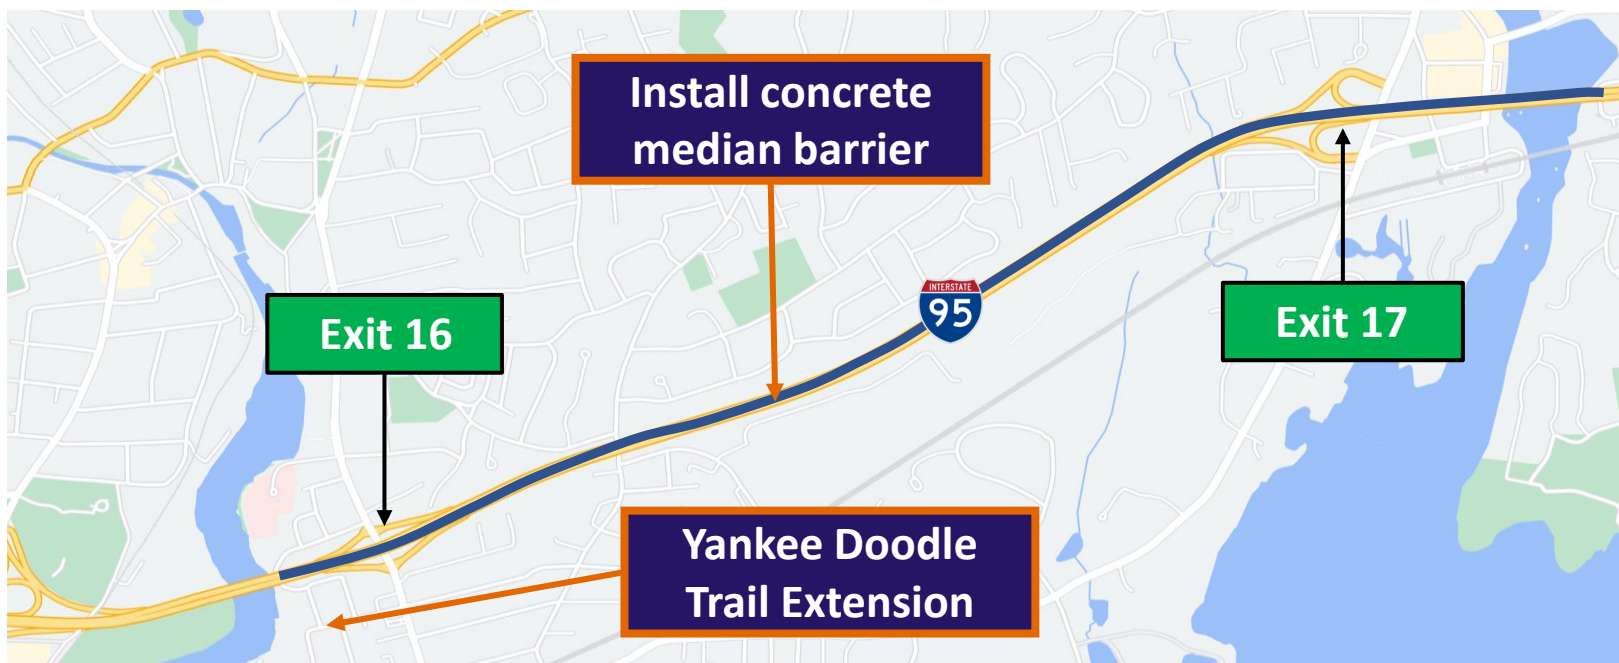 Install concrete
median barrier
INTERSTATE
95
Exit 16
Exit 17
Yankee Doodle
Trail Extension